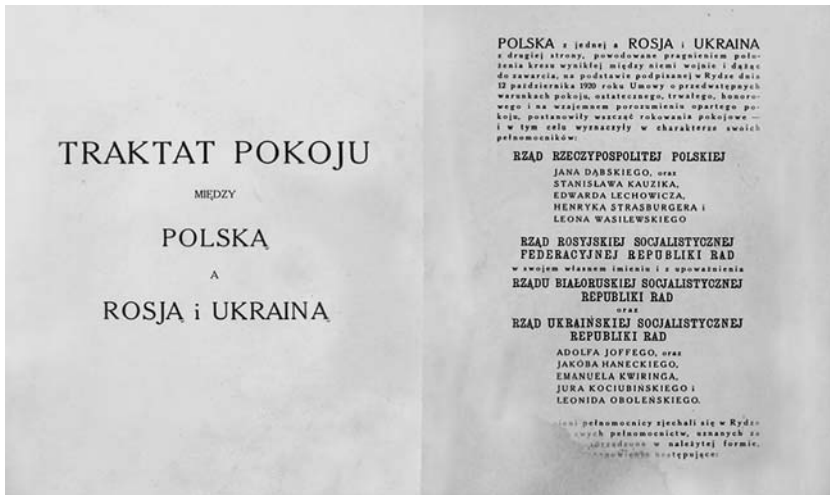 TRAKTAT POKOJU
MIĘDZY
POLSKĄ
A
ROSJĄ i UKRAINĄ
POLSKA z jednej a ROSJA i UKRAINA
z drugiej strony, powodowane pragnieniem poło-
żenia kresu wynikłej między niemi wojnie i dążąc
do zawarcia, na podstawie podpisanej w Rydze dnia
12 października 1920 roku Umowy o przedwstępnych
warunkach pokoju, ostatecznego, trwałego, honoro-
wego i na wzajemnem porozumieniu opartego po-
koju, postanowiły wszcząć rokowania pokojowe —
i w tym celu wyznaczyły w charakterze swoich
pełnomocników:
RZĄD RZECZYPOSPOLITEJ POLSKIEJ
JANA DĄBSKIEGO, oraz
STANISŁAWA KAUZIKA,
EDWARDA LECHOWICZA,
HENRYKA STRASBURGERA i
LEONA WASILEWSKIEGO
RZĄD ROSYJSKIEJ SOCJALISTYCZNEJ
FEDERACYJNEJ REPUBLIKI RAD
w swojem własnem imieniu i z upoważnienia
RZĄDU BIAŁORUSKIEJ SOCJALISTYCZNEJ
REPUBLIKI RAD
oraz
RZĄD UKRAIŃSKIEJ SOCJALISTYCZNEJ
REPUBLIKI RAD
ADOLFA JOFFEGO, oraz
JAKÓBA HANECKIEGO,
EMANUELA KWIRINGA,
JURA KOCIUBIŃSKIEGO i
LEONIDA OBOLEŃSKIEGO.
pełnomocnicy zjechali się w Rydze
pełnomocnictw, uznanych za
w należytej formie,
następujące: